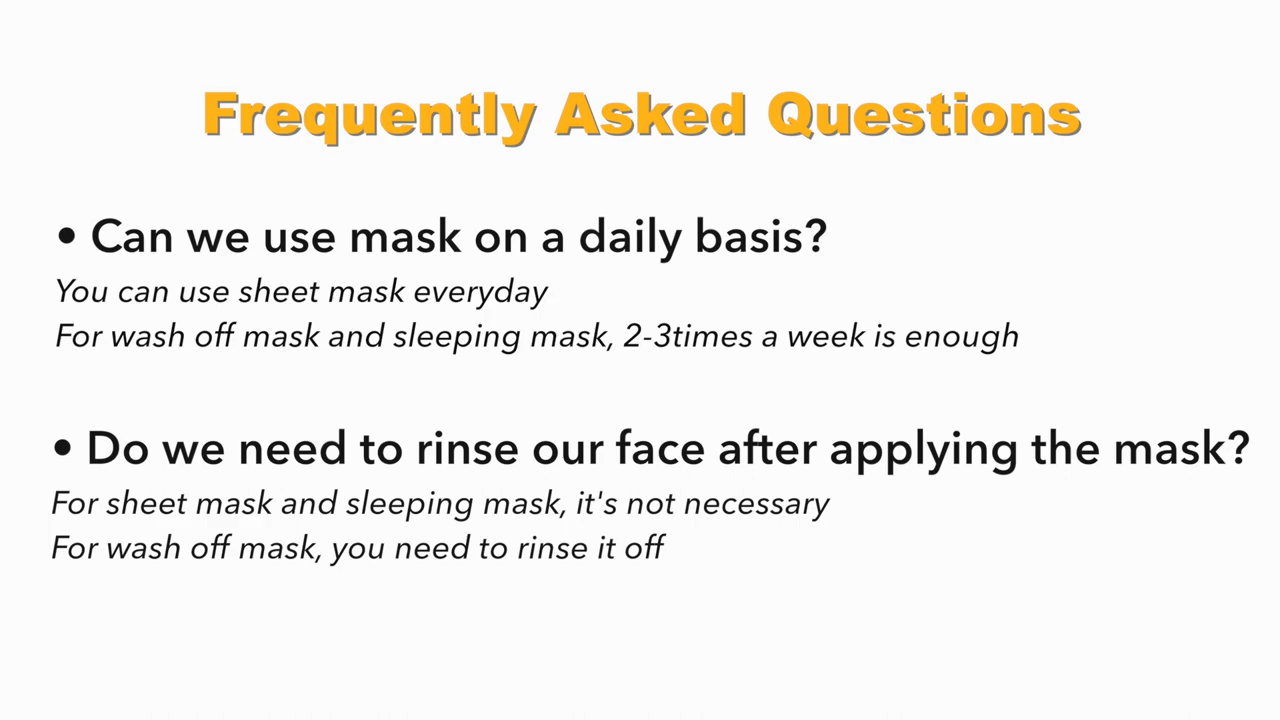 Frequently Asked Questions
• Can we use mask on a daily basis?
You can use sheet mask everyday
For wash off mask and sleeping mask, 2-3times a week is enough
• Do we need to rinse our face after applying the mask?
For sheet mask and sleeping mask, it's not necessary
For wash off mask, you need to rinse it off